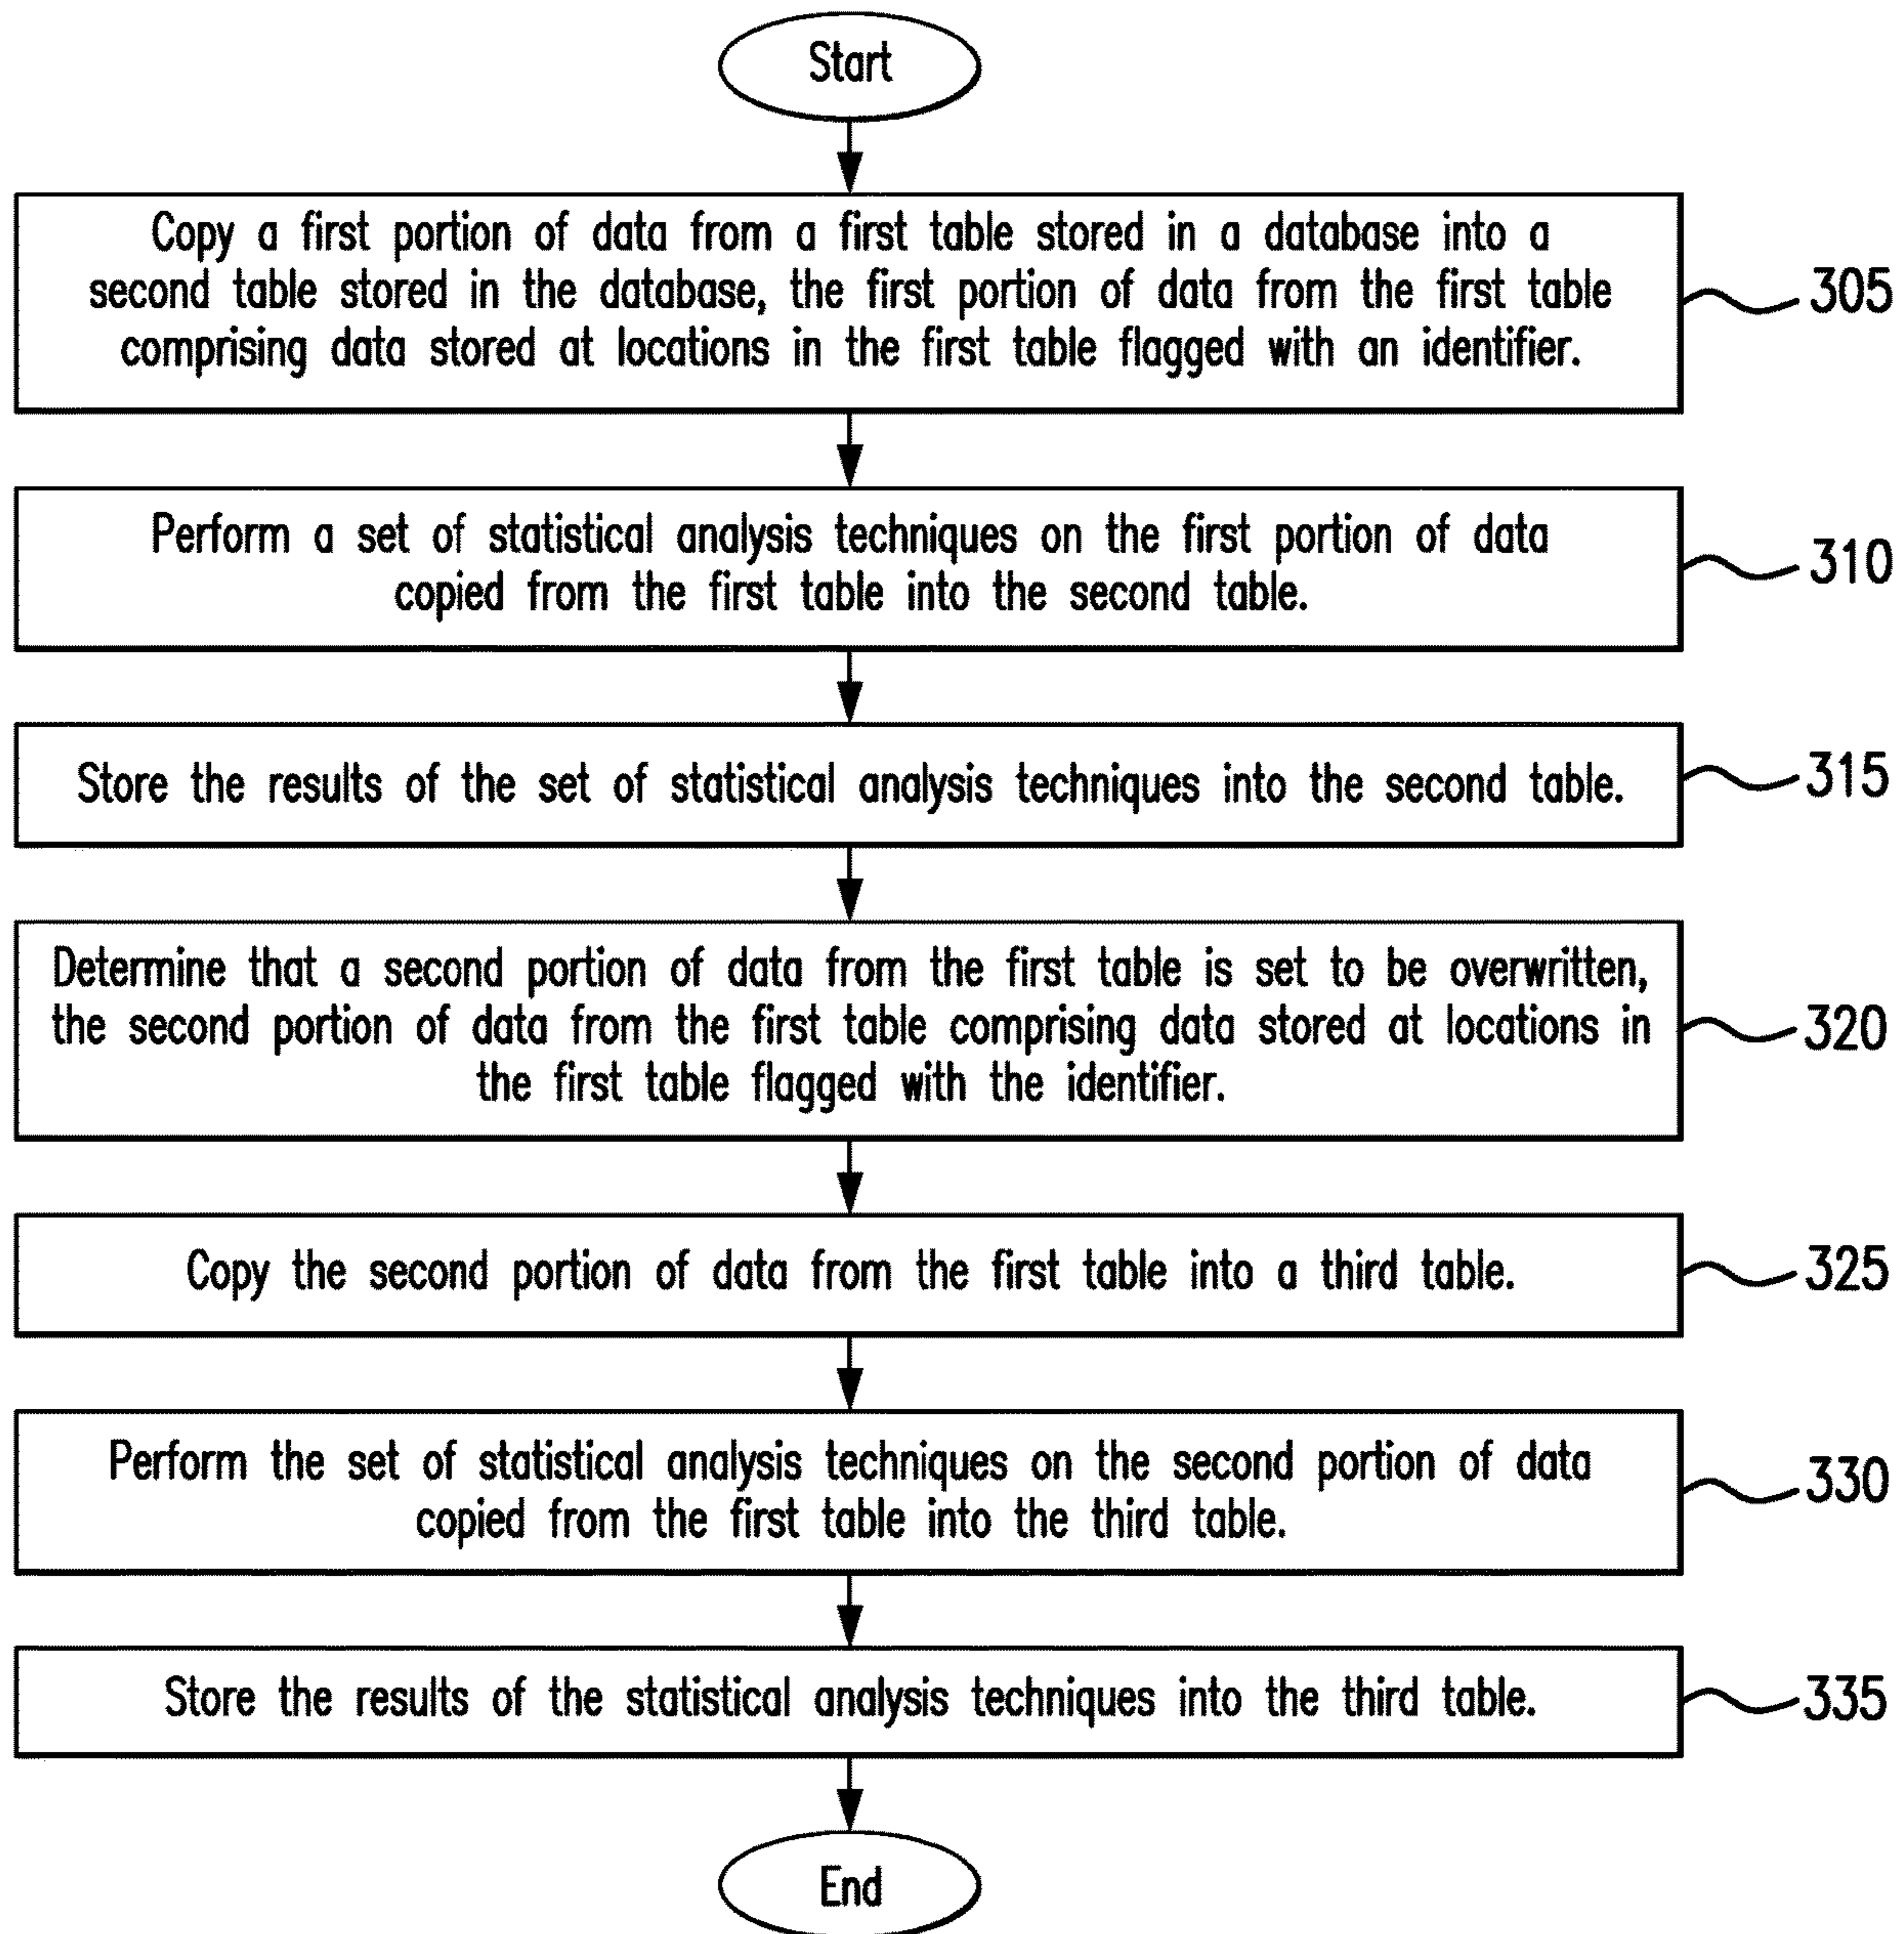 Start
Copy a first portion of data from a first table stored in a database into a
second table stored in the database, the first portion of data from the first table
comprising data stored at locations in the first table flagged with an identifier.
305
Perform a set of statistical analysis techniques on the first portion of data
copied from the first table into the second table.
310
Store the results of the set of statistical analysis techniques into the second table.
315
Determine that a second portion of data from the first table is set to be overwritten,
the second portion of data from the first table comprising data stored at locations in
the first table flagged with the identifier.
320
Copy the second portion of data from the first table into a third table.
325
Perform the set of statistical analysis techniques on the second portion of data
copied from the first table into the third table.
330
Store the results of the statistical analysis techniques into the third table.
335
End